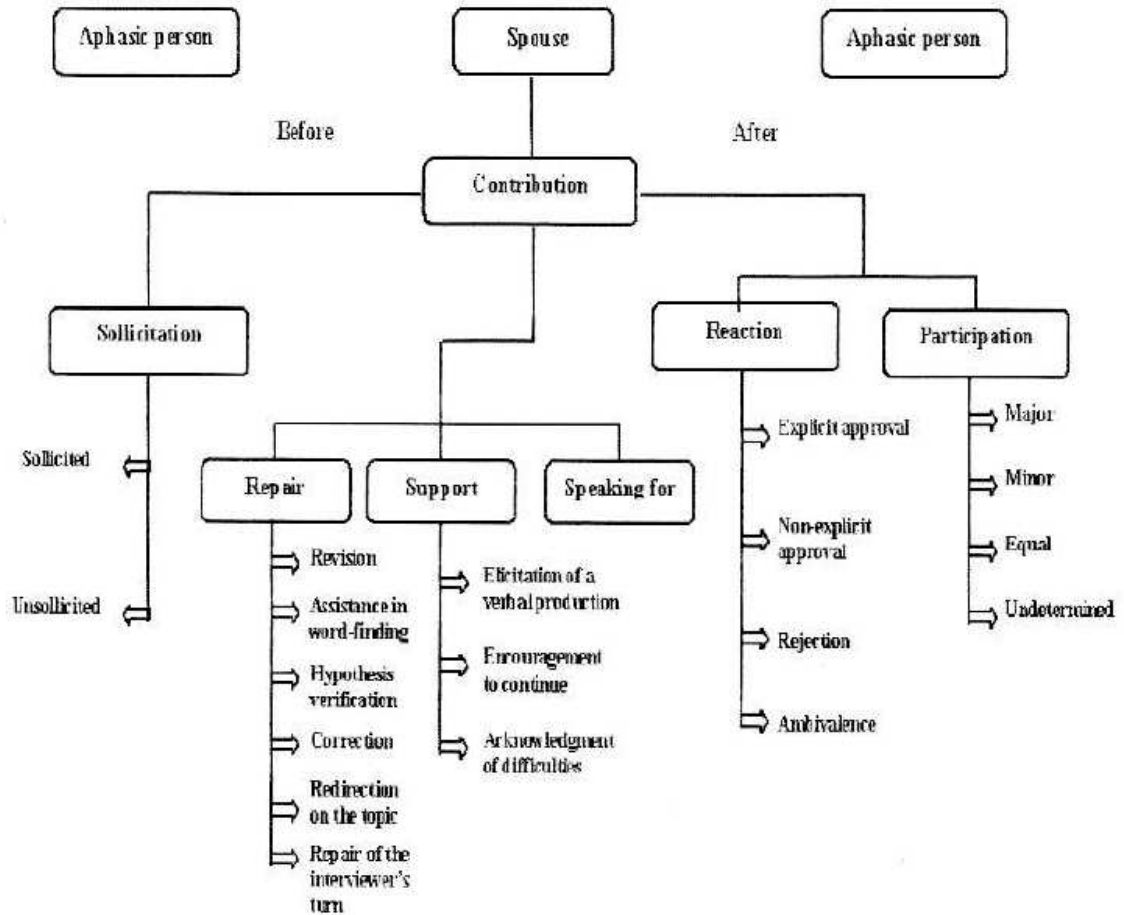 Aphasic person
Spouse
Aphasic person
Before
After
Contribution
Sollicitation
Reaction
Participation
Sollicited
Unsollicited
Repair
Support
Speaking for
Revision
Assistance in
word-finding
Hypothesis
verification
Correction
Redirection
on the topic
Repair of the
interviewer's
turn
Elicitation of a
verbal production
Encouragement
to continue
Acknowledgment
of difficulties
Explicit approval
Non-explicit
approval
Rejection
Ambivalence
Major
Minor
Equal
Undetermined